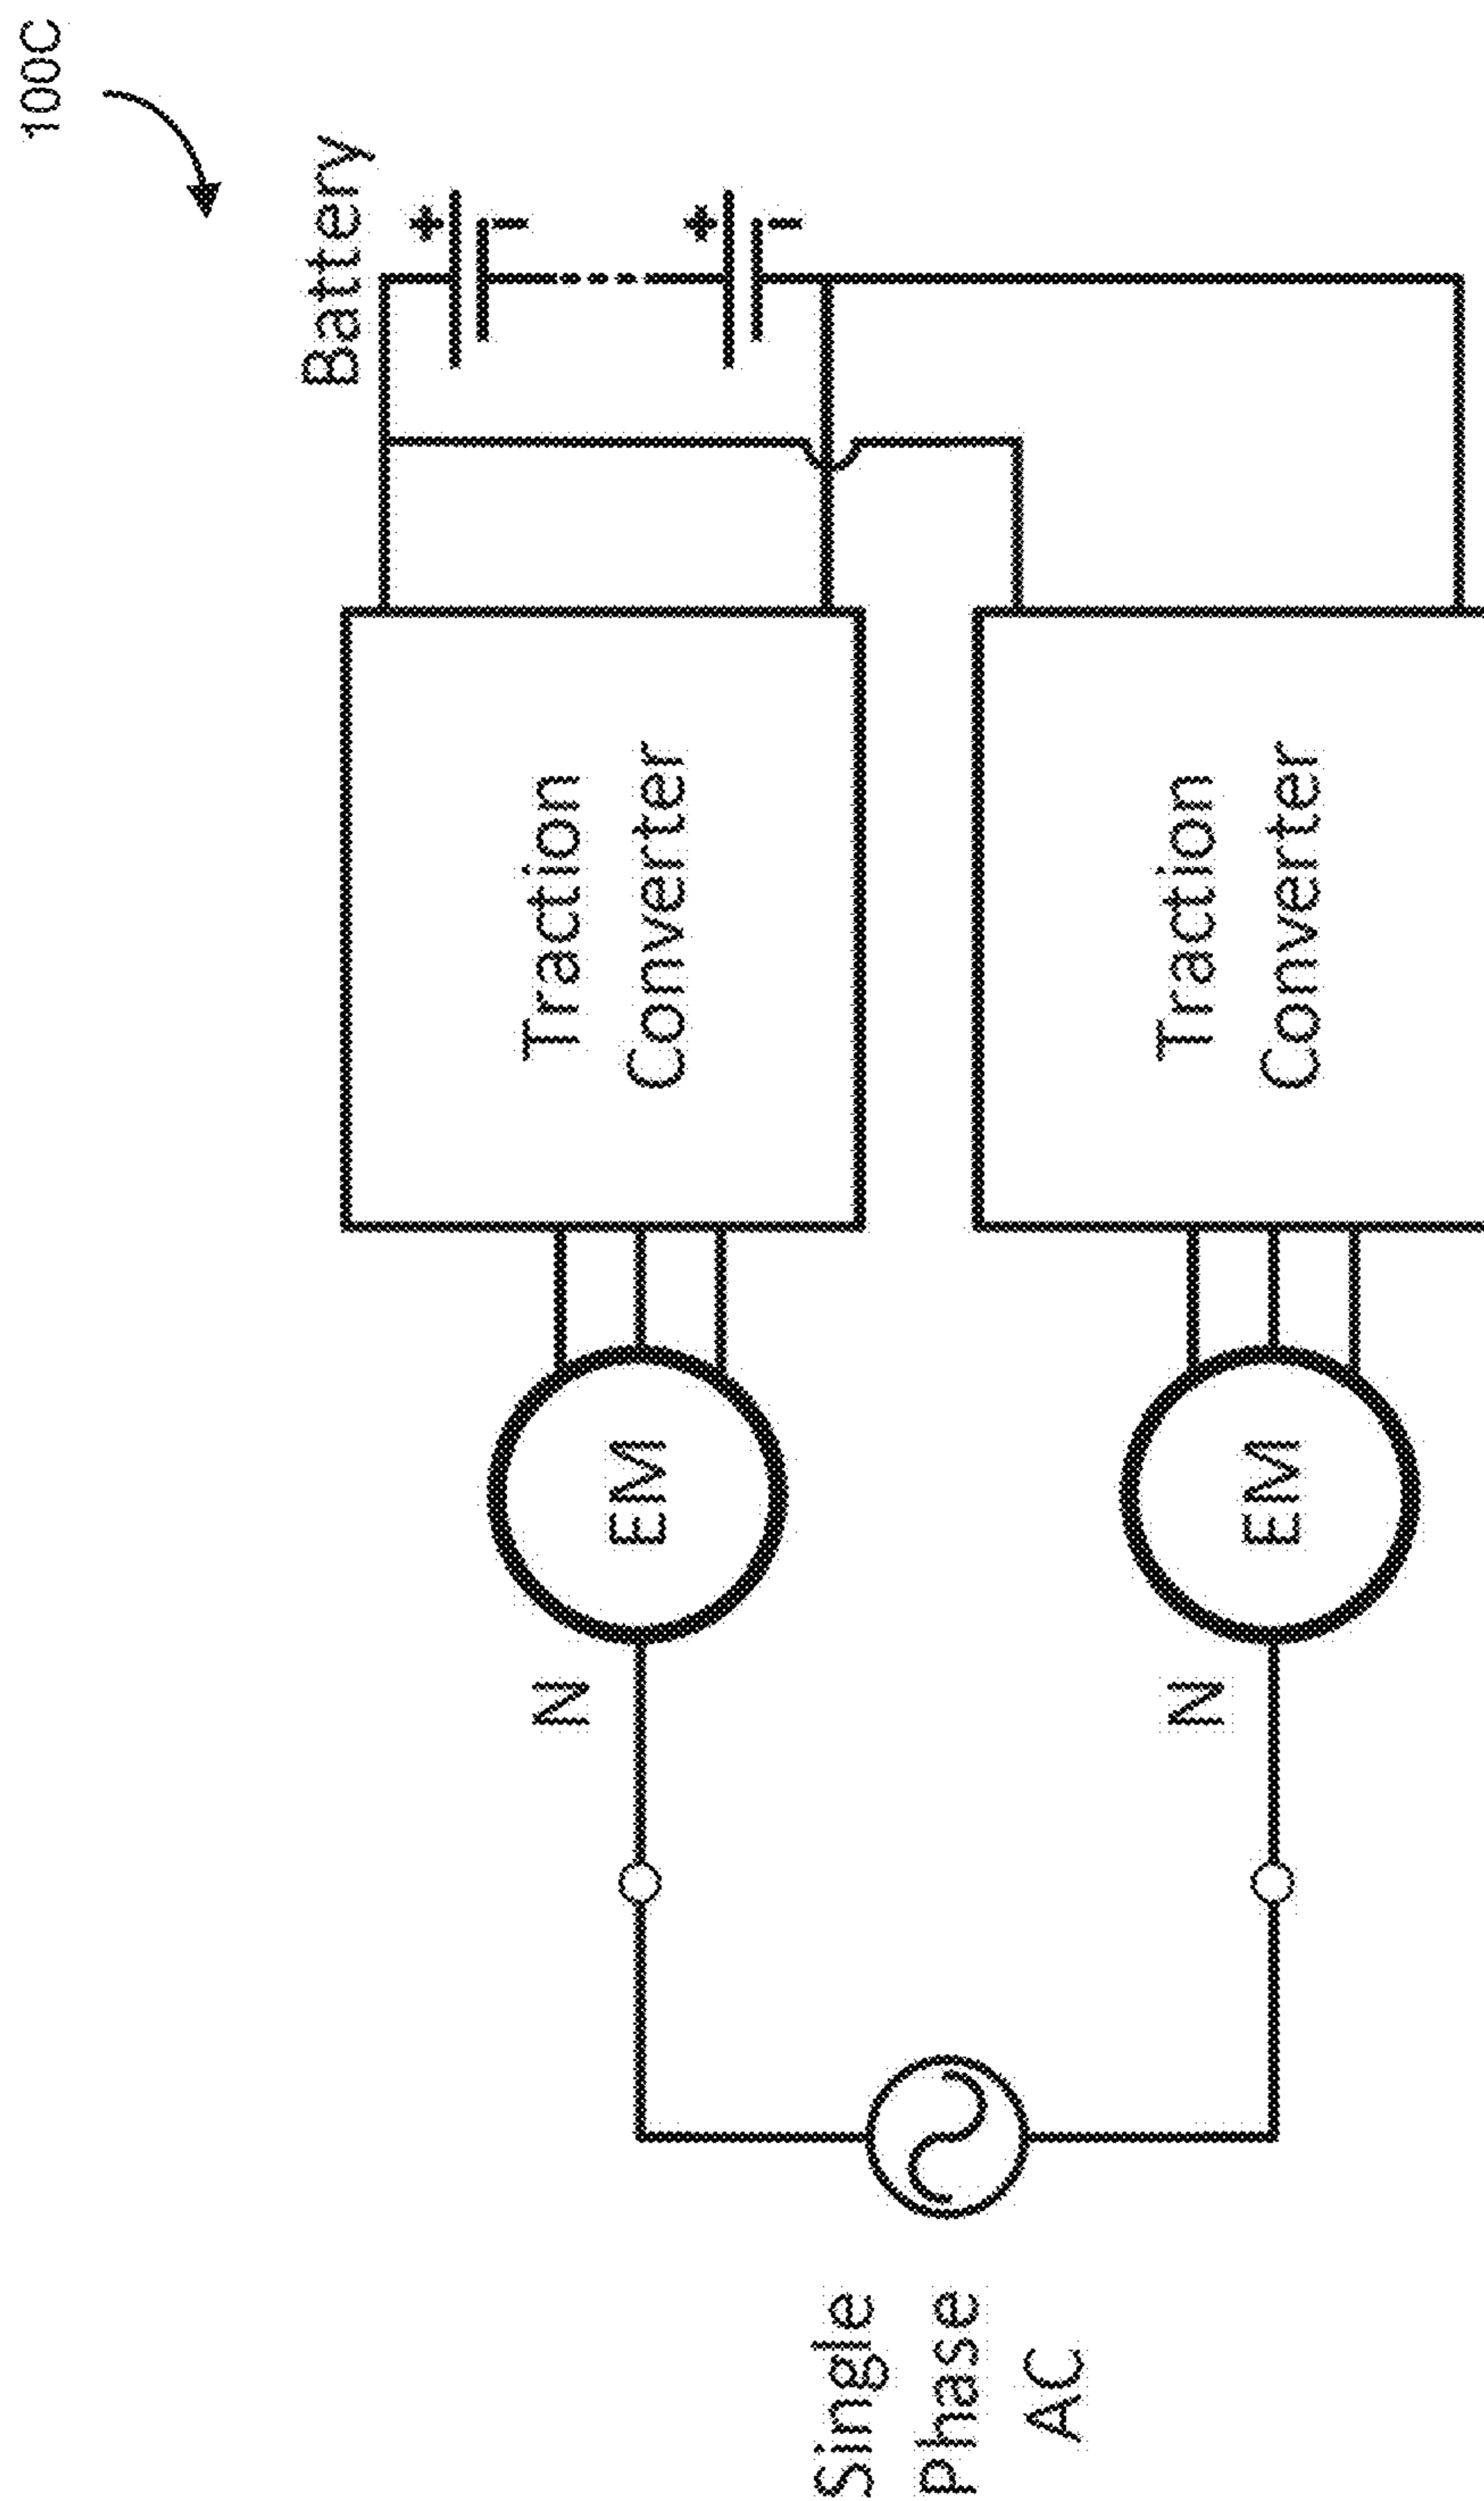 100C
Battery
+
-
+
-
Traction
Converter
Traction
Converter
EM
EM
N
N
Single
Phase
AC